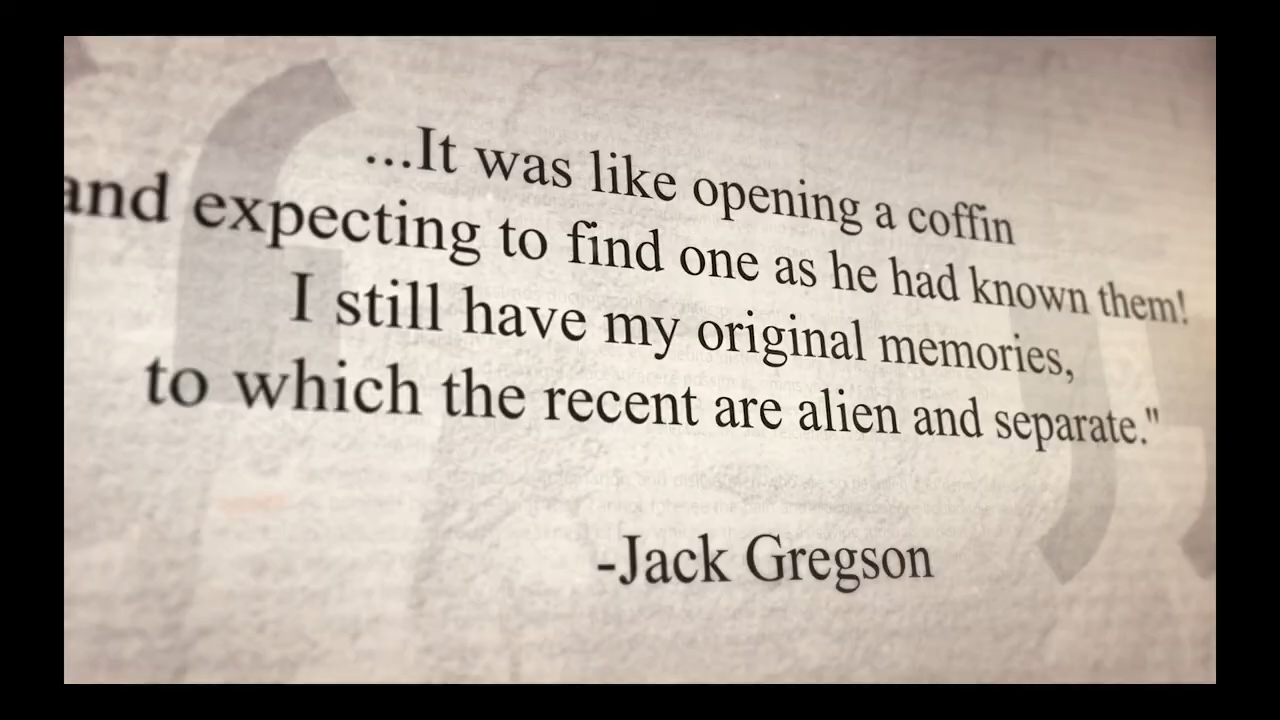 ...It was like opening a coffin
and expecting to find one as he had known them!
I still have my original memories,
to which the recent are alien and separate."
-Jack Gregson